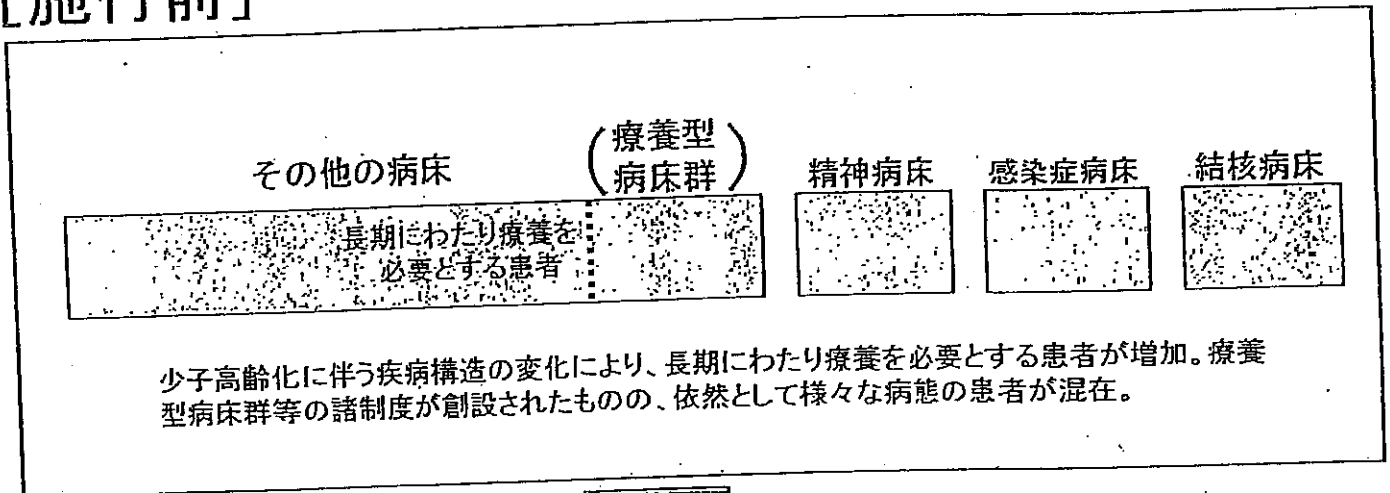 [施行前]
その他の病床
(療養型
病床群)
精神病床
感染症病床
結核病床
長期にわたり療養を
必要とする患者
少子高齢化に伴う疾病構造の変化により、長期にわたり療養を必要とする患者が増加。療養
型病床群等の諸制度が創設されたものの、依然として様々な病態の患者が混在。